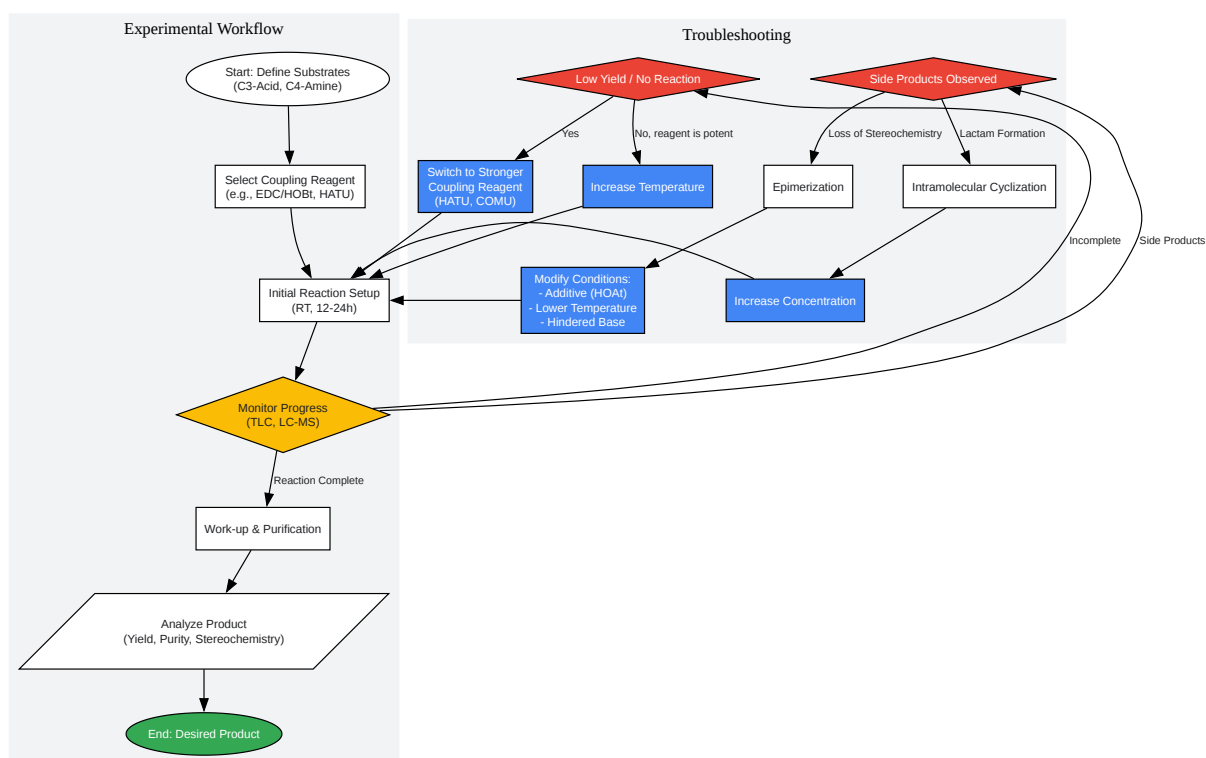 Experimental Workflow
Start: Define Substrates
(C3-Acid, C4-Amine)
Select Coupling Reagent
(e.g., EDC/HOBt, HATU)
Initial Reaction Setup
(RT, 12-24h)
Monitor Progress
(TLC, LC-MS)
Reaction Complete
Work-up & Purification
Analyze Product
(Yield, Purity, Stereochemistry)
End: Desired Product
Troubleshooting
Low Yield / No Reaction
Side Products Observed
Yes
No, reagent is potent
Loss of Stereochemistry
Lactam Formation
Switch to Stronger
Coupling Reagent
(HATU, COMU)
Increase Temperature
Epimerization
Intramolecular Cyclization
Incomplete
Side Products
Modify Conditions:
- Additive (HOAt)
- Lower Temperature
- Hindered Base
Increase Concentration